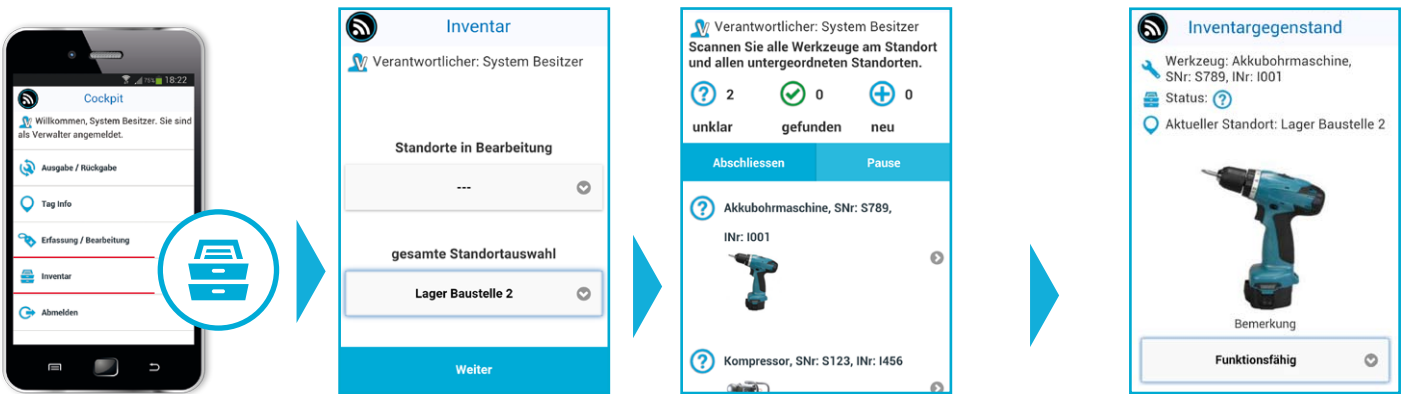 75% 18:22
Cockpit
Willkommen, System Besitzer. Sie sind
als Verwalter angemeldet.
Ausgabe / Rückgabe
Tag Info
Erfassung / Bearbeitung
Inventar
Abmelden
Inventar
Verantwortlicher: System Besitzer
Standorte in Bearbeitung
---
gesamte Standortauswahl
Lager Baustelle 2
Weiter
Verantwortlicher: System Besitzer
Scannen Sie alle Werkzeuge am Standort
und allen untergeordneten Standorten.
2 0 0
unklar gefunden neu
Abschliessen Pause
Akkubohrmaschine, SNr: S789,
INr: I001
Kompressor, SNr: S123, INr: I456
Inventargegenstand
Werkzeug: Akkubohrmaschine,
SNr: S789, INr: I001
Status:
Aktueller Standort: Lager Baustelle 2
Bemerkung
Funktionsfähig